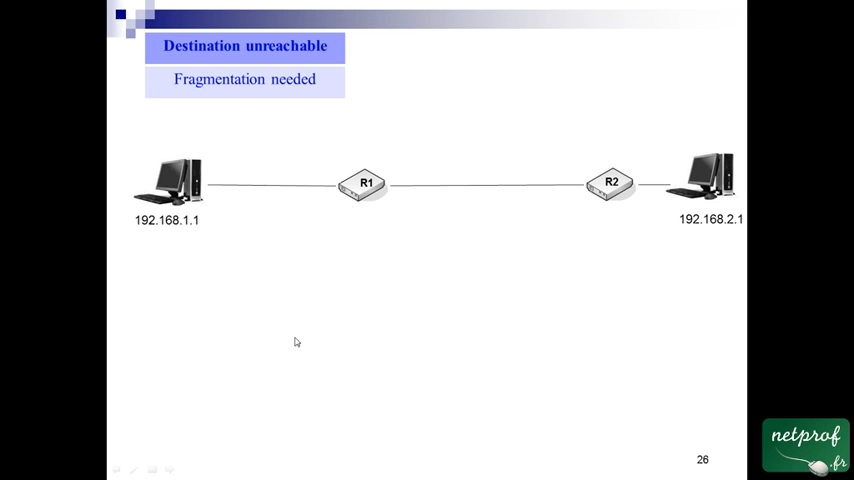 Destination unreachable
Fragmentation needed
R1
R2
192.168.1.1
192.168.2.1
26
netprof
.fr